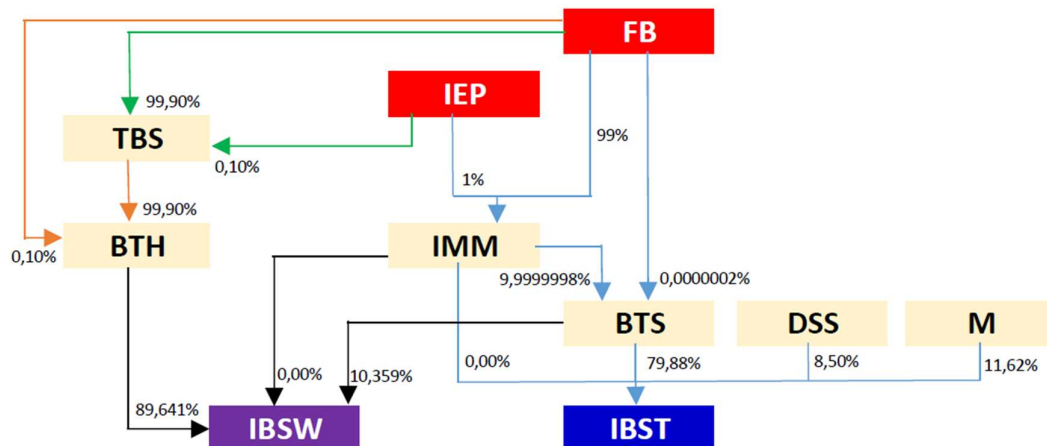 FB
IEP
99,90%
TBS
99%
0,10%
1%
99,90%
BTH
IMM
0,10%
9,9999998%
0,0000002%
BTS
DSS
M
0,00%
10,359%
0,00%
79,88%
8,50%
11,62%
89,641%
IBSW
IBST